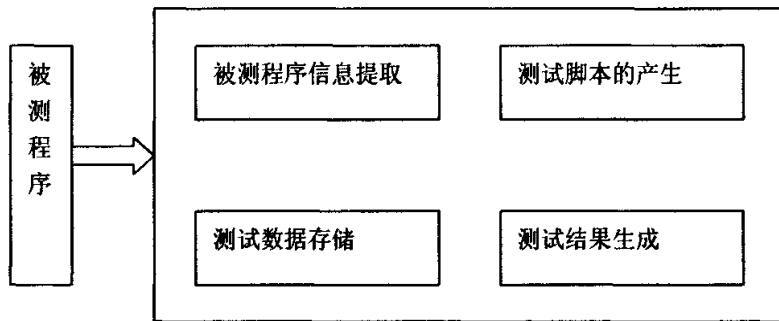 被测程序
被测程序信息提取
测试脚本的产生
测试数据存储
测试结果生成